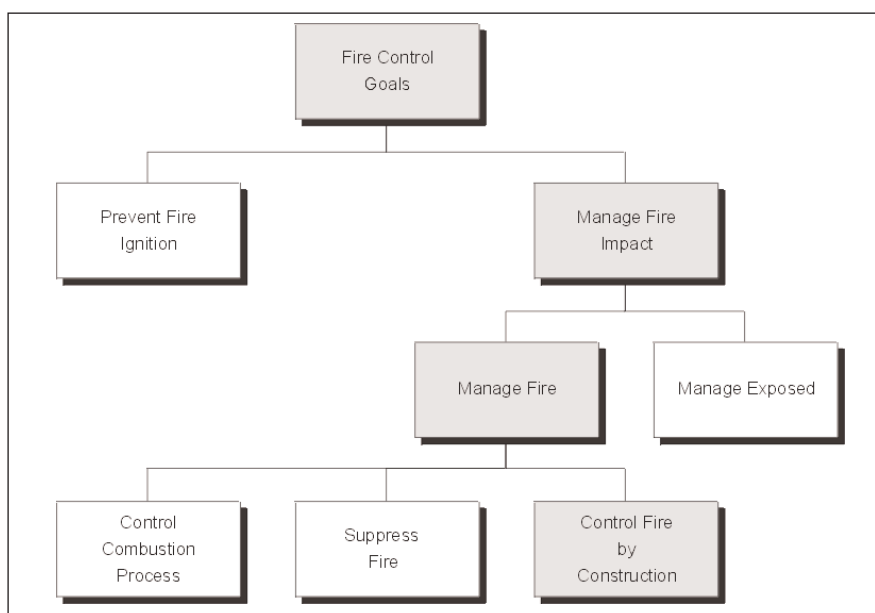 Fire Control
Goals
Prevent Fire
Ignition
Manage Fire
Impact
Manage Fire
Manage Exposed
Control
Combustion
Process
Suppress
Fire
Control Fire
by
Construction